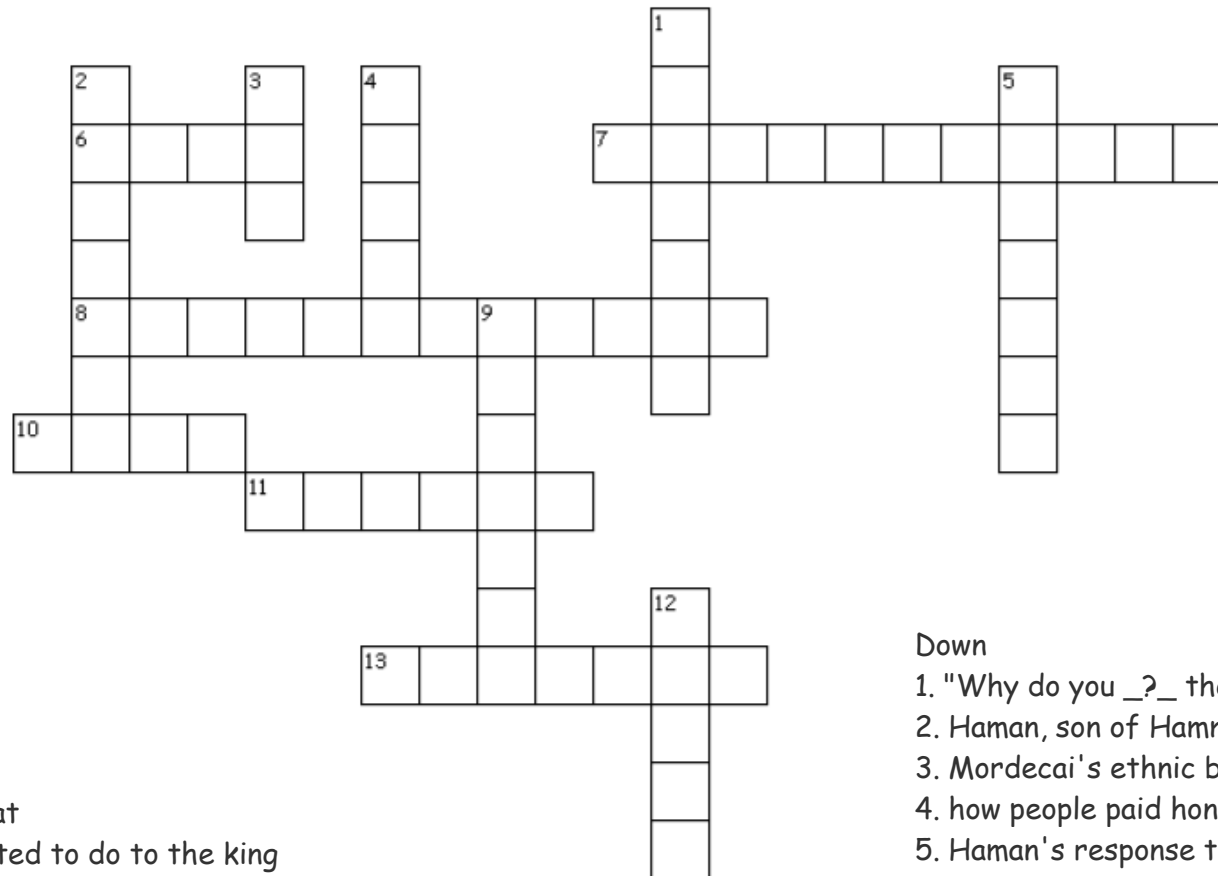 1
2 3 4 5
6 7
8 9
10
11
12
13
Down
1. "Why do you _?_ th
2. Haman, son of Ham
3. Mordecai's ethnic b
4. how people paid hon
5. Haman's response t
at
ted to do to the king